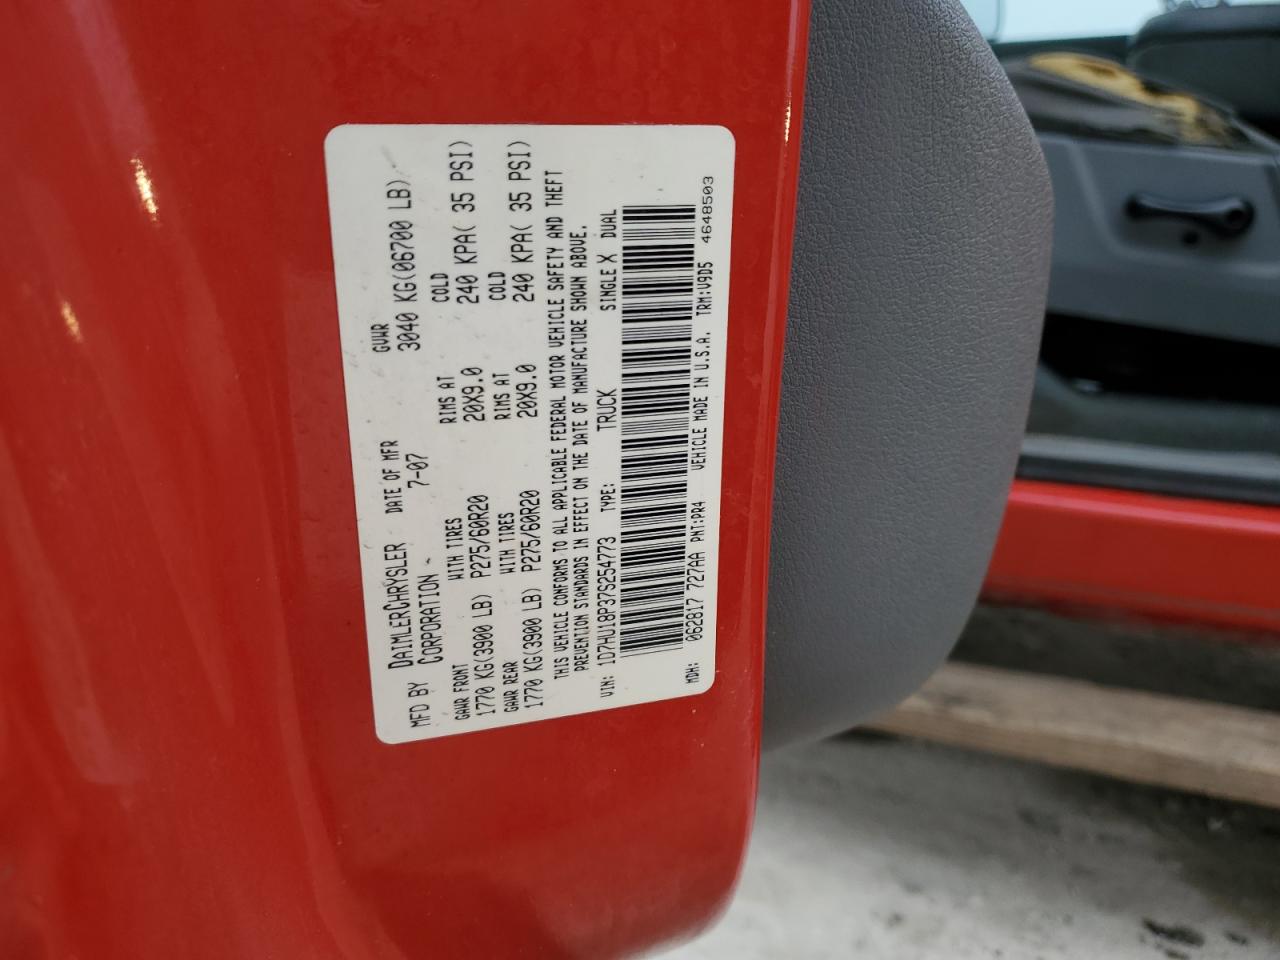 MFD BY DAIMLERCHRYSLER CORPORATION
DATE OF MFR 7-07
GVWR 3040 KG(06700 LB)
GAWR FRONT WITH TIRES RIMS AT COLD
1770 KG(3900 LB) P275/60R20 20X9.0 240 KPA( 35 PSI)
GAWR REAR WITH TIRES RIMS AT COLD
1770 KG(3900 LB) P275/60R20 20X9.0 240 KPA( 35 PSI)
THIS VEHICLE CONFORMS TO ALL APPLICABLE FEDERAL MOTOR VEHICLE SAFETY AND THEFT
PREVENTION STANDARDS IN EFFECT ON THE DATE OF MANUFACTURE SHOWN ABOVE.
VIN: 1D7HU18P37S254773 TYPE: TRUCK SINGLE X DUAL
MDH: 062817 727AA PNT:PR4 VEHICLE MADE IN U.S.A. TRM:V9D5 4648503